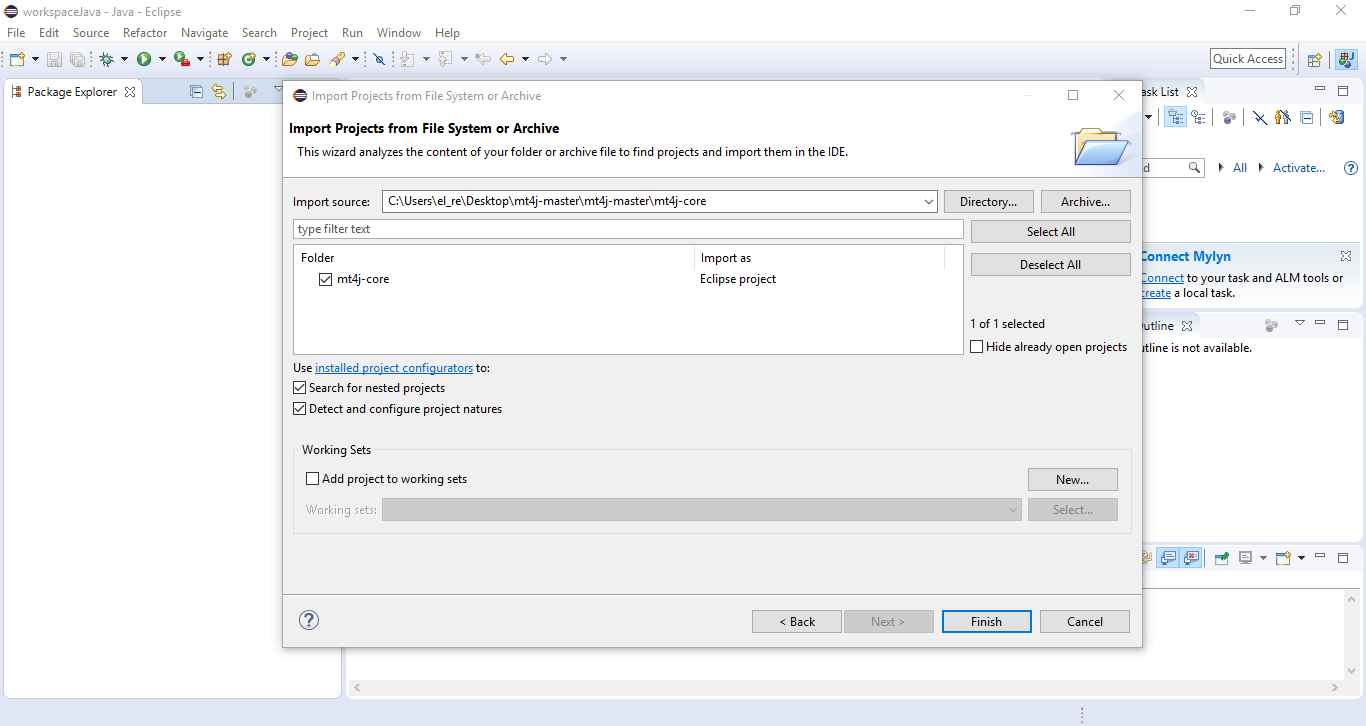 workspaceJava - Java - Eclipse
File Edit Source Refactor Navigate Search Project Run Window Help
Quick Access
Package Explorer
Import Projects from File System or Archive
ask List
Import Projects from File System or Archive
This wizard analyzes the content of your folder or archive file to find projects and import them in the IDE.
d All Activate...
Import source: C:\Users\el_re\Desktop\mt4j-master\mt4j-master\mt4j-core Directory... Archive...
type filter text
Select All
Folder Import as
Deselect All
mt4j-core Eclipse project
1 of 1 selected
Hide already open projects
Use installed project configurators to:
Search for nested projects
Detect and configure project natures
Working Sets
Add project to working sets New...
Working sets: Select...
? < Back Next > Finish Cancel
Connect Mylyn
Connect to your task and ALM tools or
create a local task.
utline
utline is not available.